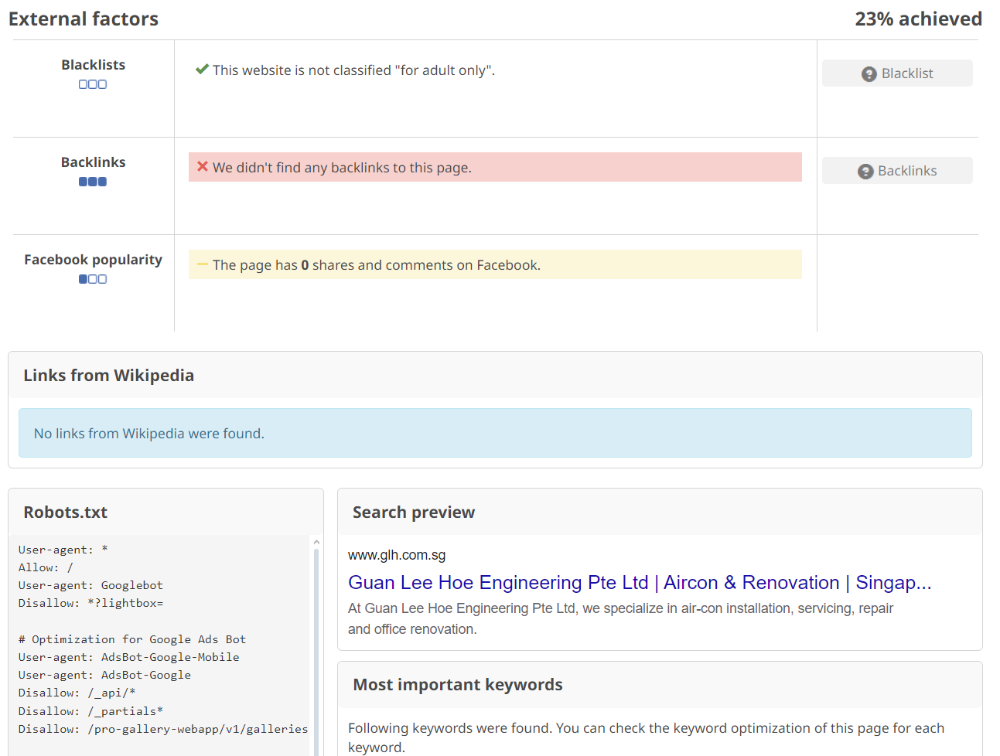 External factors
23% achieved
Blacklists
This website is not classified "for adult only".
Blacklist
Backlinks
We didn't find any backlinks to this page.
Backlinks
Facebook popularity
The page has 0 shares and comments on Facebook.
Links from Wikipedia
No links from Wikipedia were found.
Robots.txt
User-agent: *
Allow: /
User-agent: Googlebot
Disallow: *?lightbox=
# Optimization for Google Ads Bot
User-agent: AdsBot-Google-Mobile
User-agent: AdsBot-Google
Disallow: /_api/*
Disallow: /_partials*
Disallow: /pro-gallery-webapp/v1/galleries
Search preview
www.glh.com.sg
Guan Lee Hoe Engineering Pte Ltd | Aircon & Renovation | Singap...
At Guan Lee Hoe Engineering Pte Ltd, we specialize in air-con installation, servicing, repair
and office renovation.
Most important keywords
Following keywords were found. You can check the keyword optimization of this page for each
keyword.